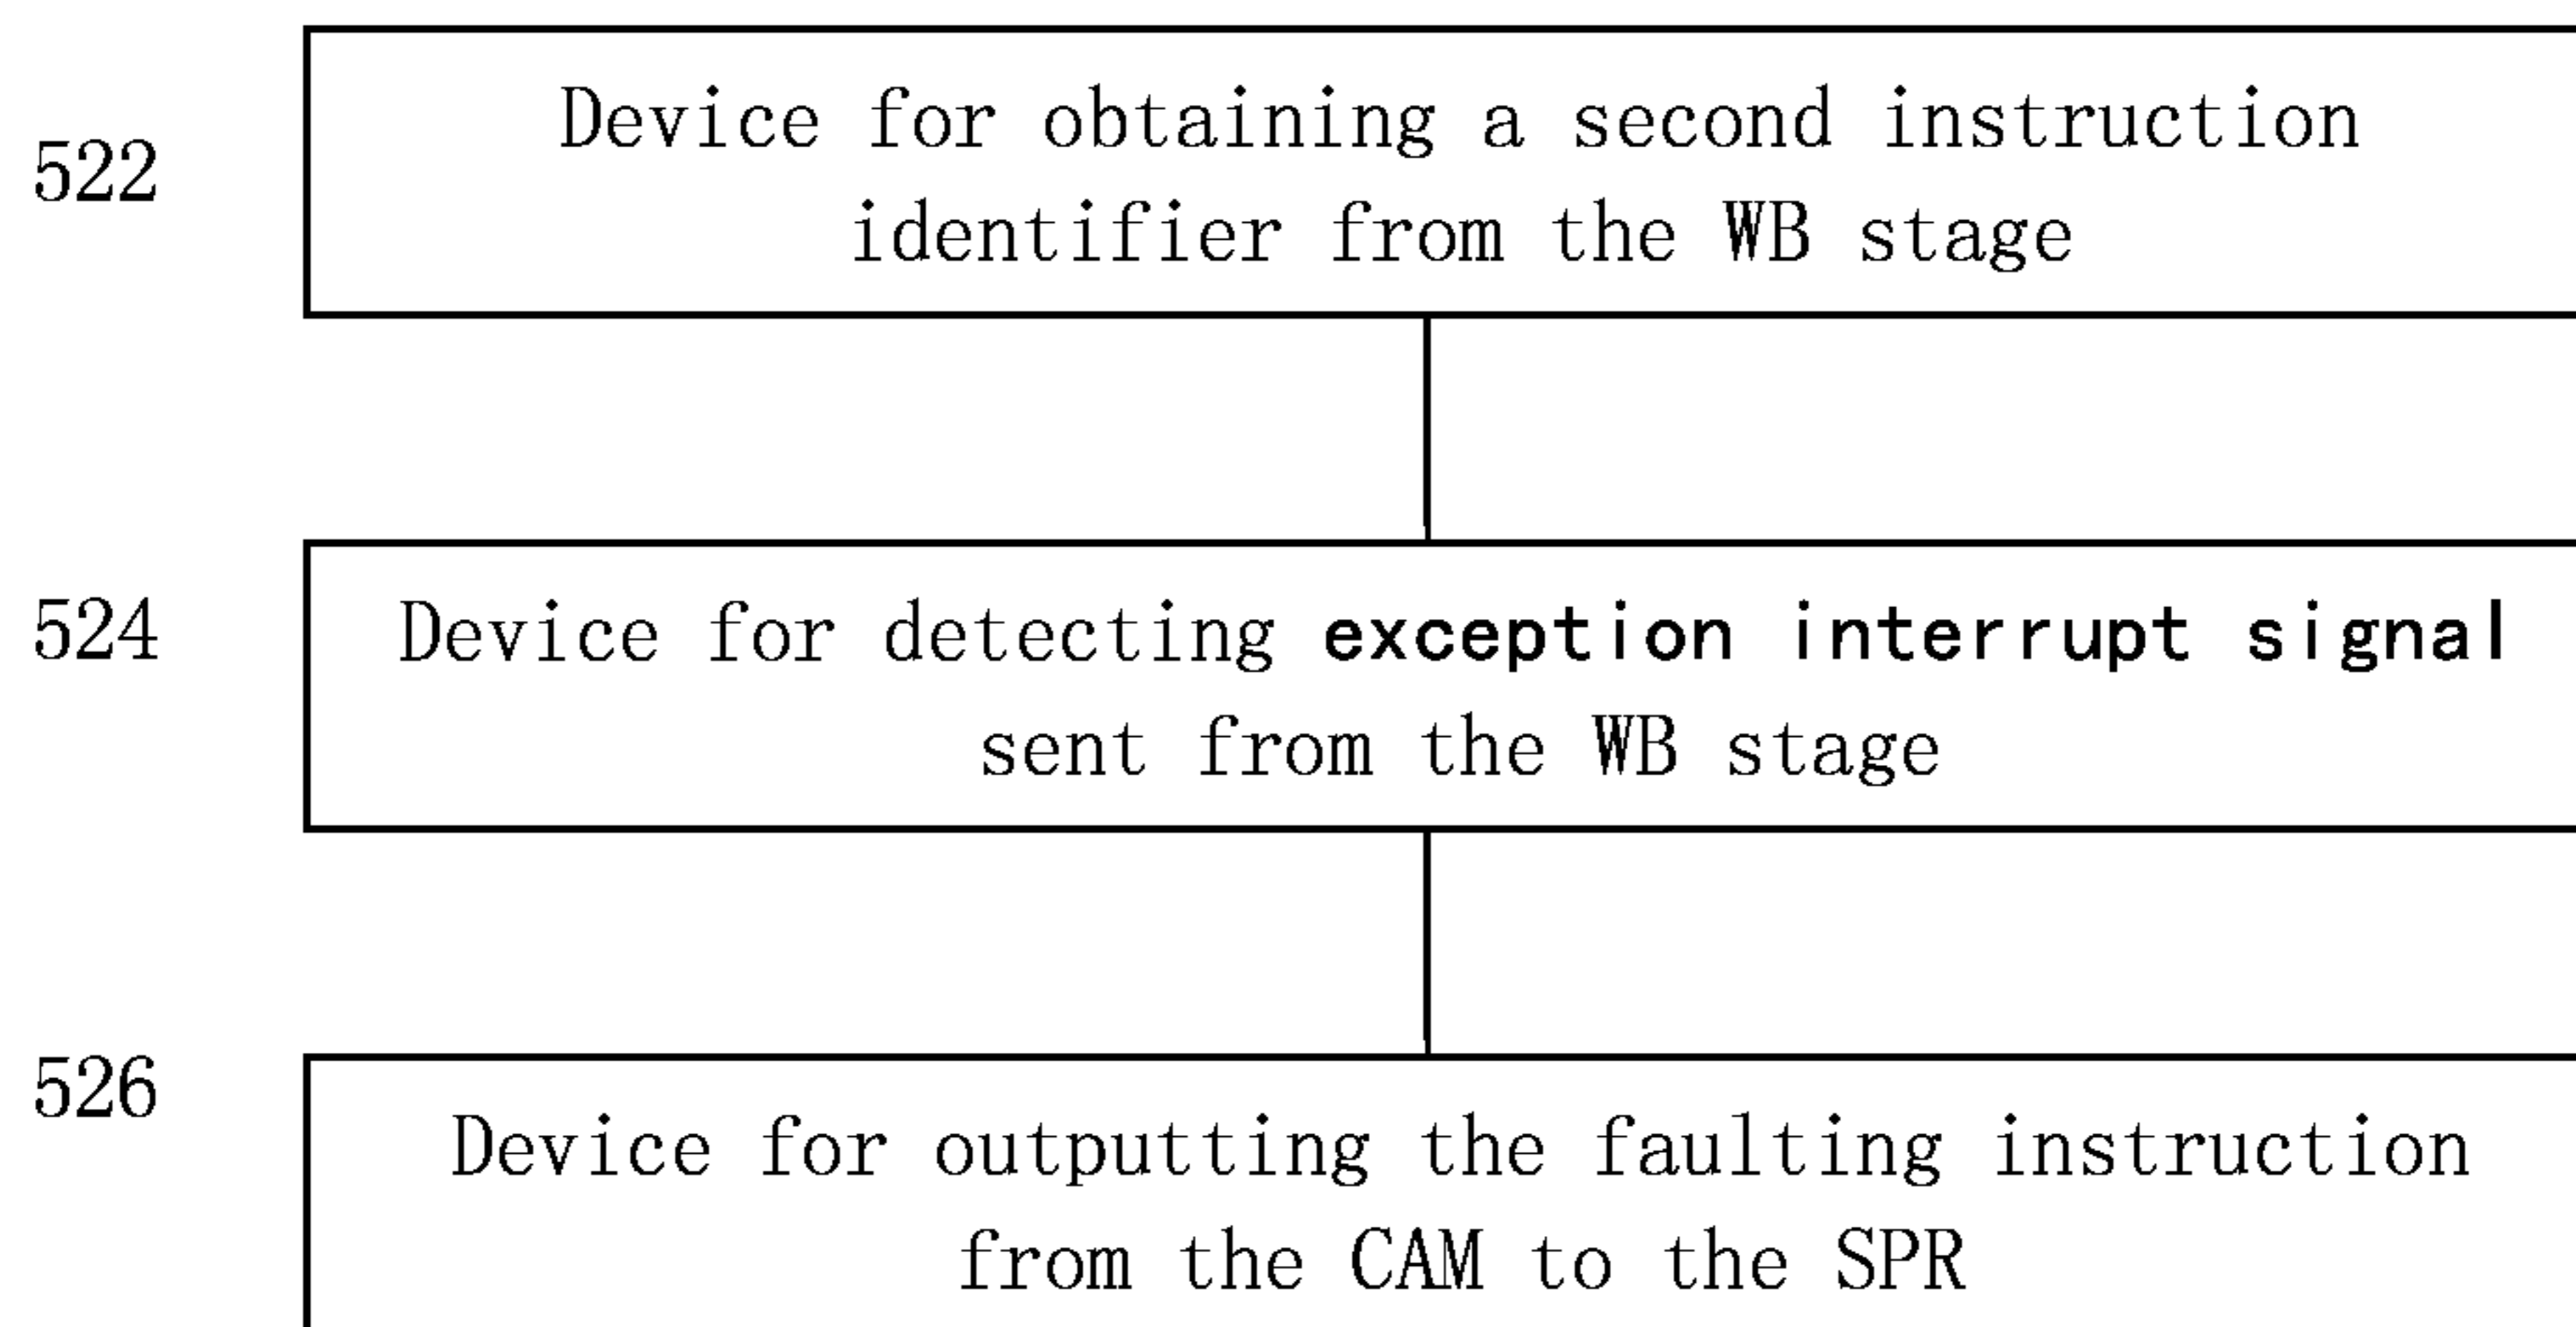 522
Device for obtaining a second instruction
identifier from the WB stage
524
Device for detecting exception interrupt signal
sent from the WB stage
526
Device for outputting the faulting instruction
from the CAM to the SPR